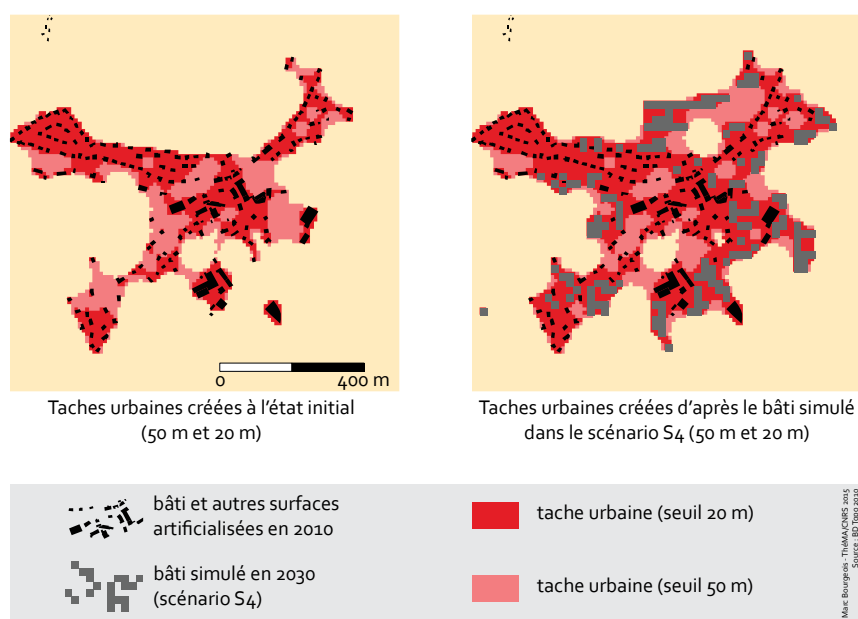 0 400 m
Taches urbaines créées à l'état initial
(50 m et 20 m)
Taches urbaines créées d'après le bâti simulé
dans le scénario S4 (50 m et 20 m)
bâti et autres surfaces
artificialisées en 2010
bâti simulé en 2030
(scénario S4)
tache urbaine (seuil 20 m)
tache urbaine (seuil 50 m)
Marc Bourgeois - ThéMA/CNRS 2015
Source : BD Topo 2010